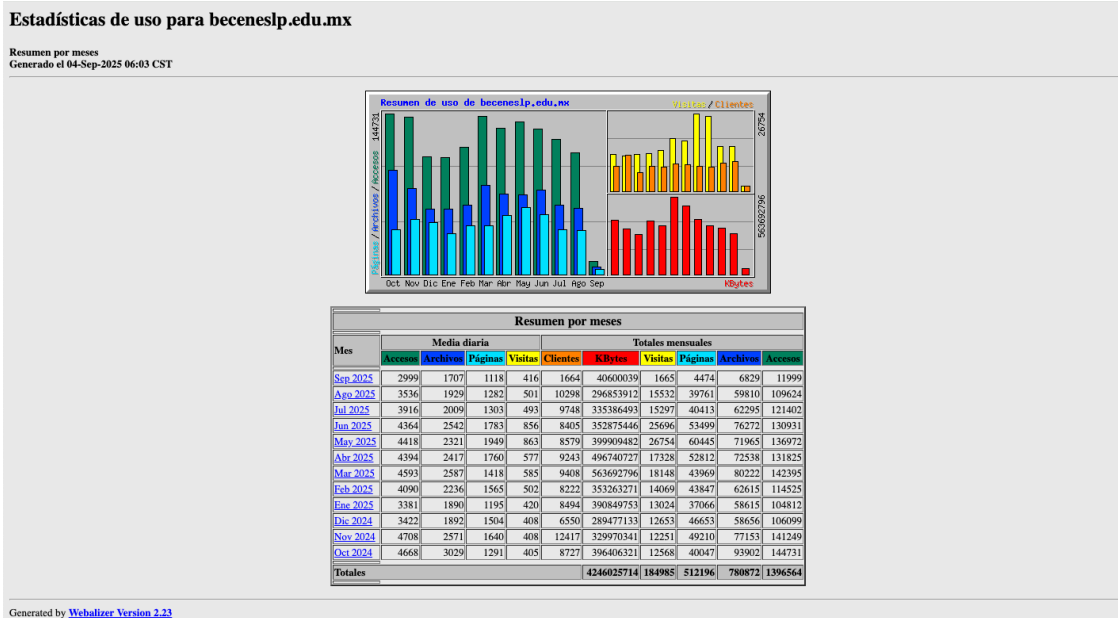 Estadísticas de uso para beceneslp.edu.mx
Resumen por meses
Generado el 04-Sep-2025 06:03 CST
Resumen de uso de beceneslp.edu.mx
Visitas / Clientes
144731
Páginas / Archivos / Accesos
26754
563692796
Oct Nov Dic Ene Feb Mar Abr May Jun Jul Ago Sep
KBytes
Resumen por meses
Mes Media diaria Totales mensuales
Accesos Archivos Páginas Visitas Clientes KBytes Visitas Páginas Archivos Accesos
Sep 2025 2999 1707 1118 416 1664 40600039 1665 4474 6829 11999
Ago 2025 3536 1929 1282 501 10298 296853912 15532 39761 59810 109624
Jul 2025 3916 2009 1303 493 9748 335386493 15297 40413 62295 121402
Jun 2025 4364 2542 1783 856 8405 352875446 25696 53499 76272 130931
May 2025 4418 2321 1949 863 8579 399909482 26754 60445 71965 136972
Abr 2025 4394 2417 1760 577 9243 496740727 17328 52812 72538 131825
Mar 2025 4593 2587 1418 585 9408 563692796 18148 43969 80222 142395
Feb 2025 4090 2236 1565 502 8222 353263271 14069 43847 62615 114525
Ene 2025 3381 1890 1195 420 8494 390849753 13024 37066 58615 104812
Dic 2024 3422 1892 1504 408 6550 289477133 12653 46653 58656 106099
Nov 2024 4708 2571 1640 408 12417 329970341 12251 49210 77153 141249
Oct 2024 4668 3029 1291 405 8727 396406321 12568 40047 93902 144731
Totales 4246025714 184985 512196 780872 1396564
Generated by Webalizer Version 2.23